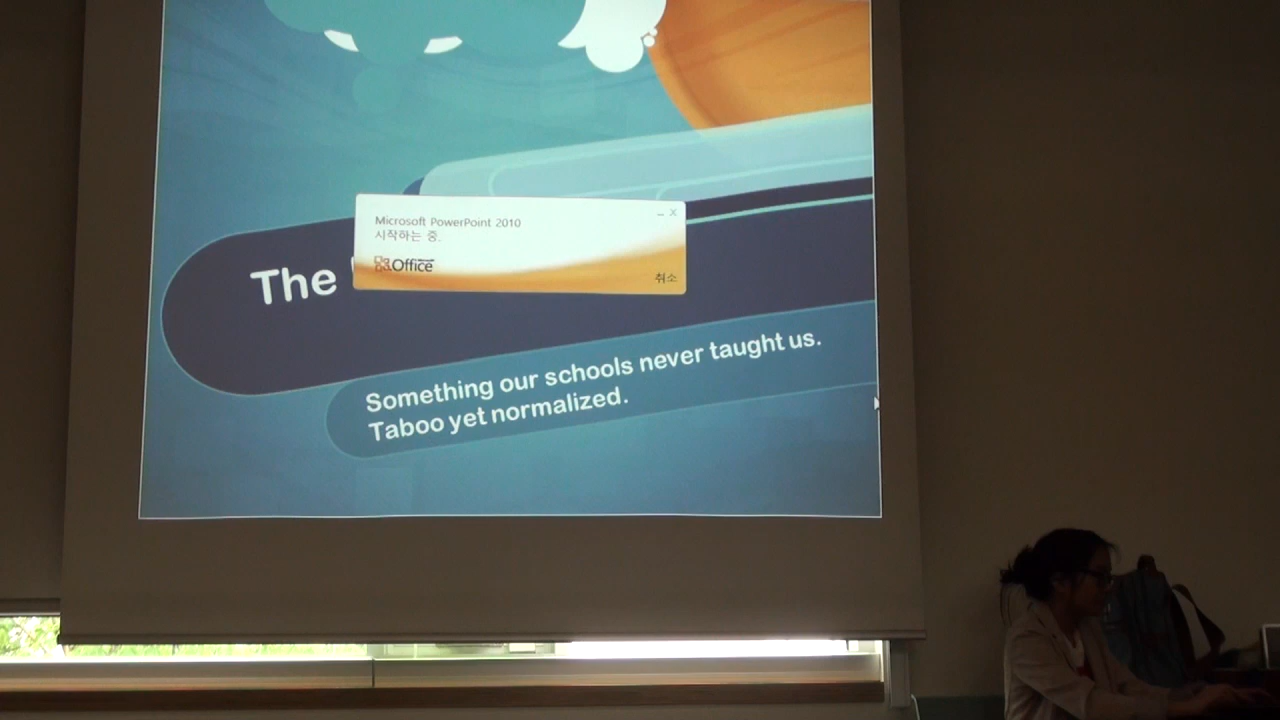 Microsoft PowerPoint 2010
시작하는 중.
Office
취소
The
Something our schools never taught us.
Taboo yet normalized.